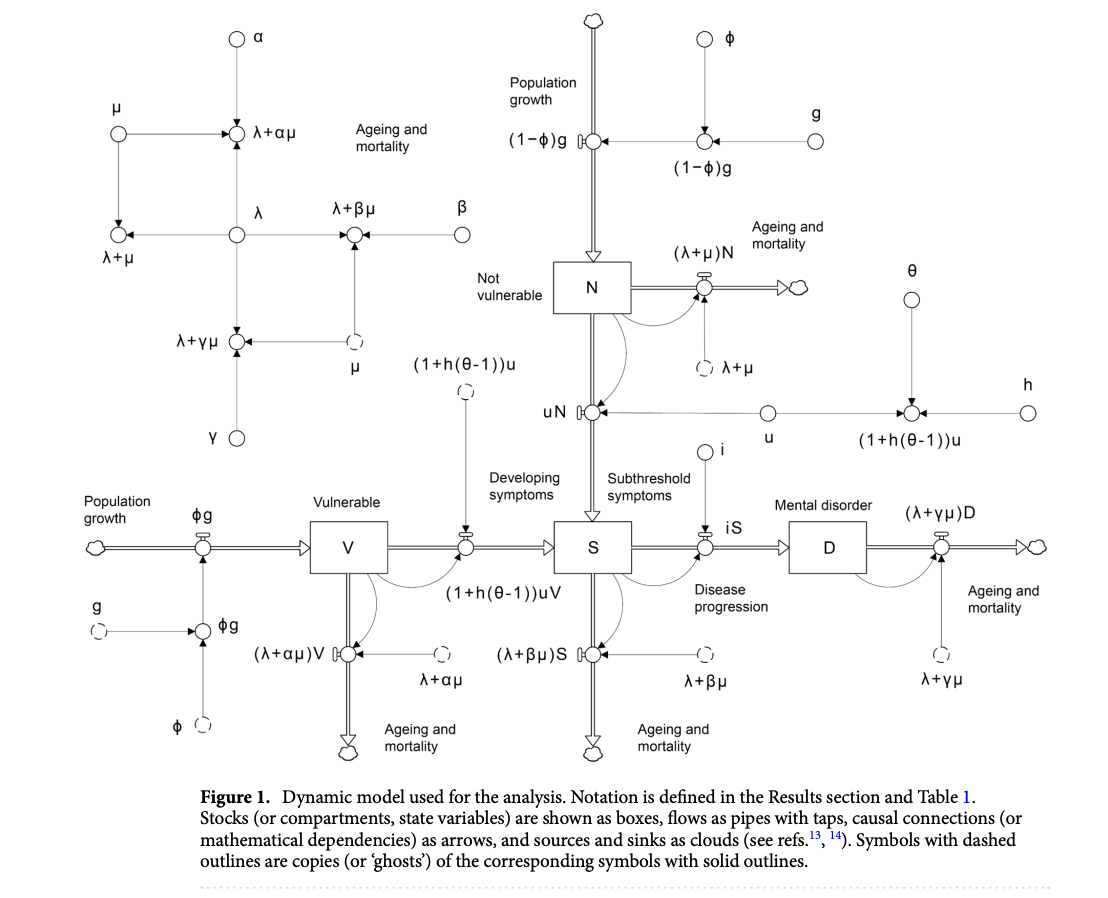 α
ϕ
Population
growth
μ
g
λ+αμ
Ageing and
mortality
(1−ϕ)g
(1−ϕ)g
λ
λ+βμ
β
λ+μ
Ageing and
mortality
(λ+μ)N
Not
vulnerable
N
θ
λ+γμ
μ
(1+h(θ-1))u
λ+μ
h
uN
u
(1+h(θ-1))u
γ
i
Developing
symptoms
Subthreshold
symptoms
Population
growth
ϕg
Vulnerable
Mental disorder
(λ+γμ)D
iS
V
S
D
(1+h(θ-1))uV
Disease
progression
Ageing and
mortality
g
ϕg
(λ+αμ)V
λ+αμ
(λ+βμ)S
λ+βμ
λ+γμ
ϕ
Ageing and
mortality
Ageing and
mortality
Figure 1. Dynamic model used for the analysis. Notation is defined in the Results section and Table 1.
Stocks (or compartments, state variables) are shown as boxes, flows as pipes with taps, causal connections (or
mathematical dependencies) as arrows, and sources and sinks as clouds (see refs.13, 14). Symbols with dashed
outlines are copies (or ‘ghosts’) of the corresponding symbols with solid outlines.